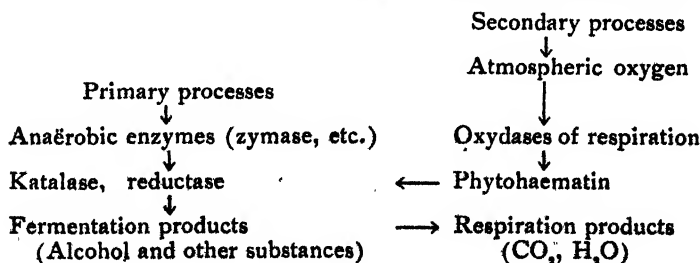 Secondary processes
↓
Atmospheric oxygen
Primary processes
↓
↓
Anaërobic enzymes (zymase, etc.)
Oxydases of respiration
↓
↓
Katalase, reductase
←
Phytohaematin
↓
Fermentation products
→
Respiration products
(Alcohol and other substances)
(CO₂, H₂O)